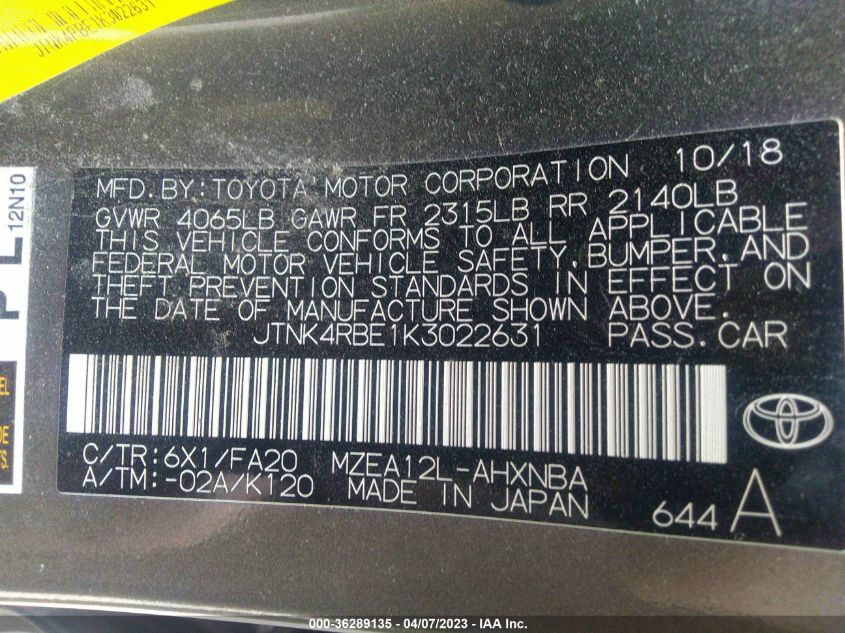 JTNK4RBE1K3022631
PL
12N10
10/18
MFD. BY: TOYOTA MOTOR CORPORATION
GVWR 4065LB GAWR FR 2315LB RR 2140LB
THIS VEHICLE CONFORMS TO ALL APPLICABLE
FEDERAL MOTOR VEHICLE SAFETY, BUMPER, AND
THEFT PREVENTION STANDARDS IN EFFECT ON
THE DATE OF MANUFACTURE SHOWN ABOVE.
JTNK4RBE1K3022631 PASS. CAR
C/TR: 6X1/FA20 MZEA12L-AHXNBA
A/TM: -02A/K120 MADE IN JAPAN
644 A
000-36289135 - 04/07/2023 - IAA Inc.